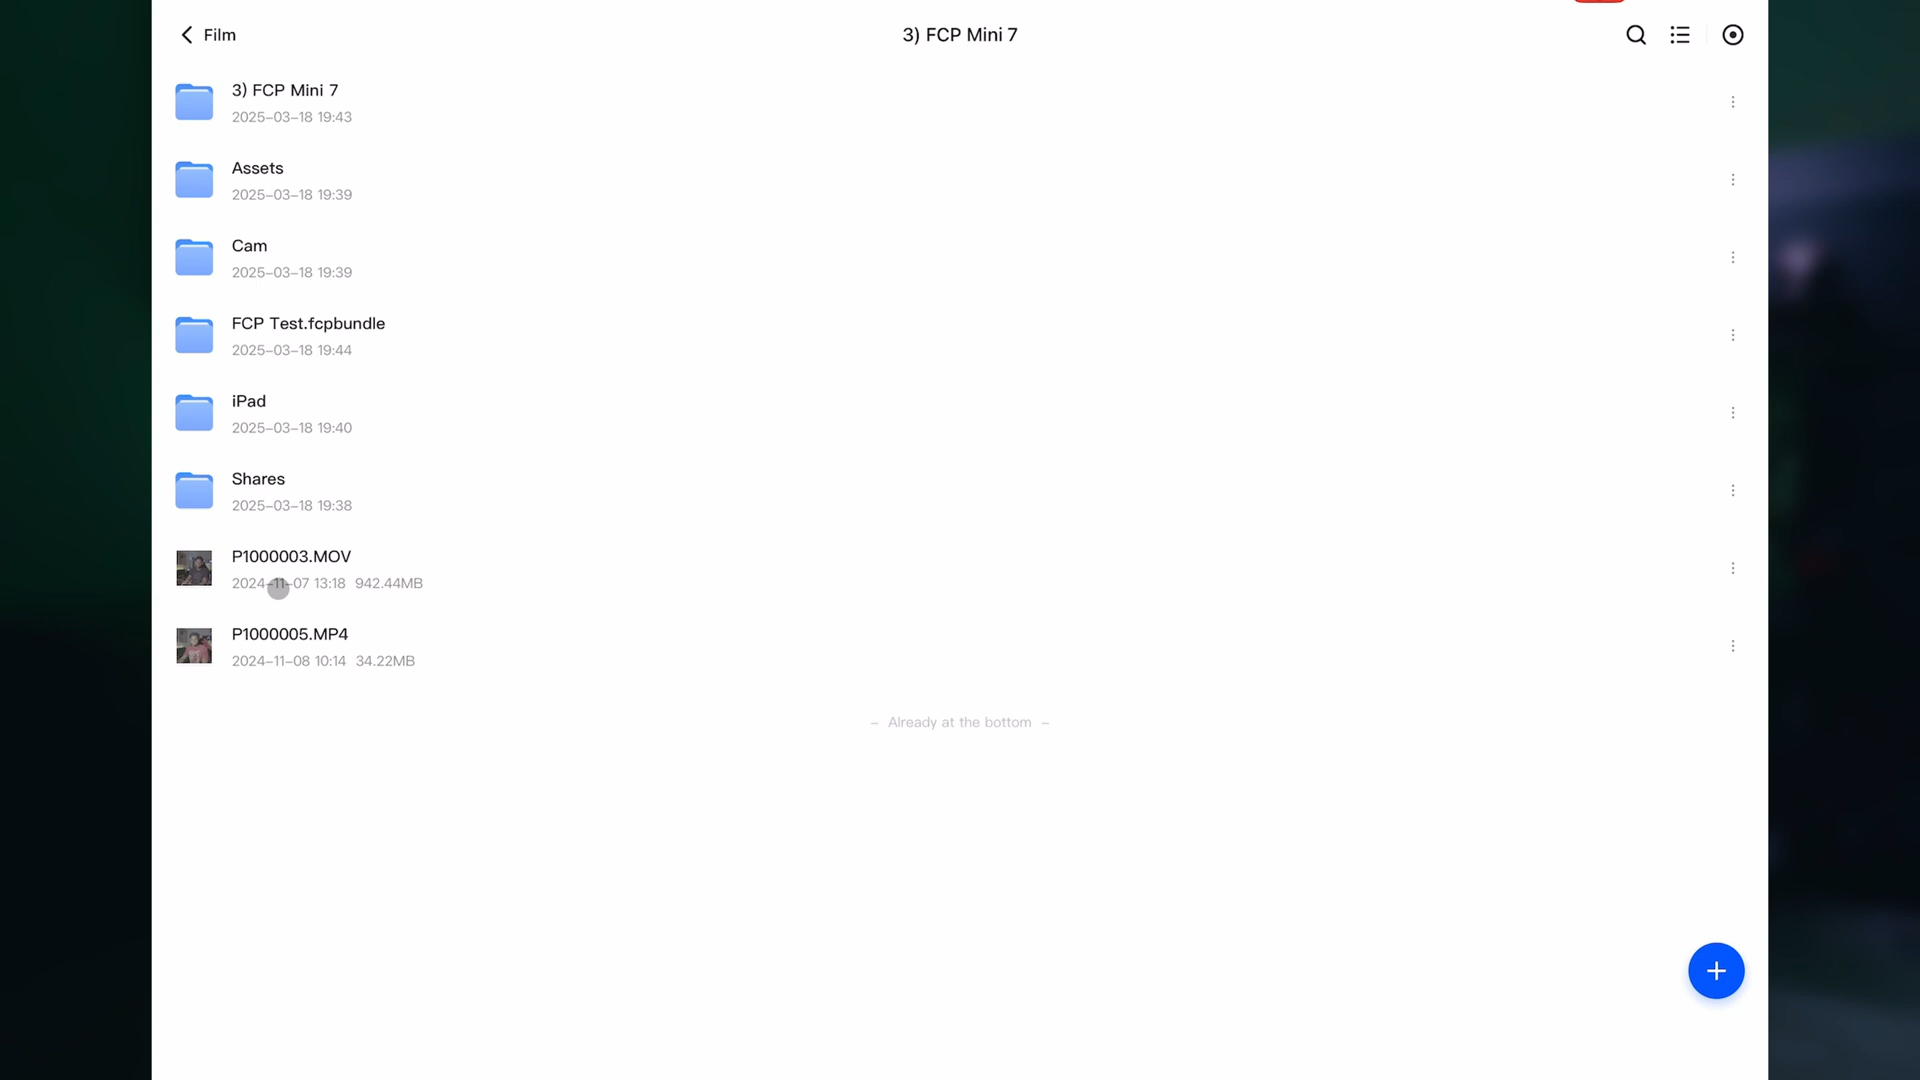 Film
3) FCP Mini 7
3) FCP Mini 7
2025-03-18 19:43
Assets
2025-03-18 19:39
Cam
2025-03-18 19:39
FCP Test.fcpbundle
2025-03-18 19:44
iPad
2025-03-18 19:40
Shares
2025-03-18 19:38
P1000003.MOV
2024-11-07 13:18 942.44MB
P1000005.MP4
2024-11-08 10:14 34.22MB
– Already at the bottom –